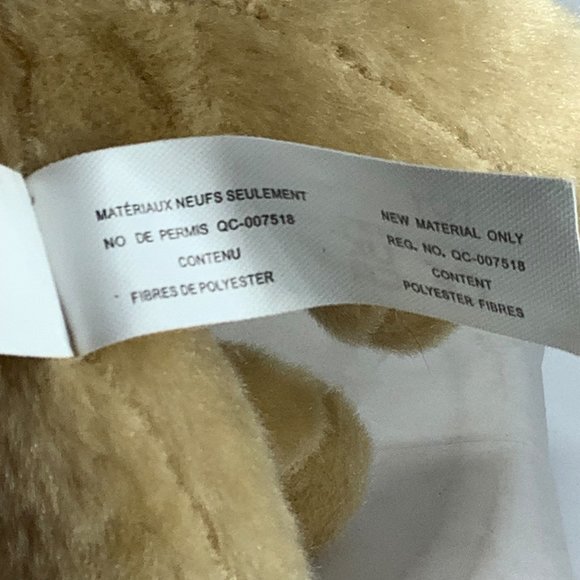 MATÉRIAUX NEUFS SEULEMENT
NO DE PERMIS QC-007518
CONTENU
FIBRES DE POLYESTER
NEW MATERIAL ONLY
REG. NO. QC-007518
CONTENT
POLYESTER FIBRES